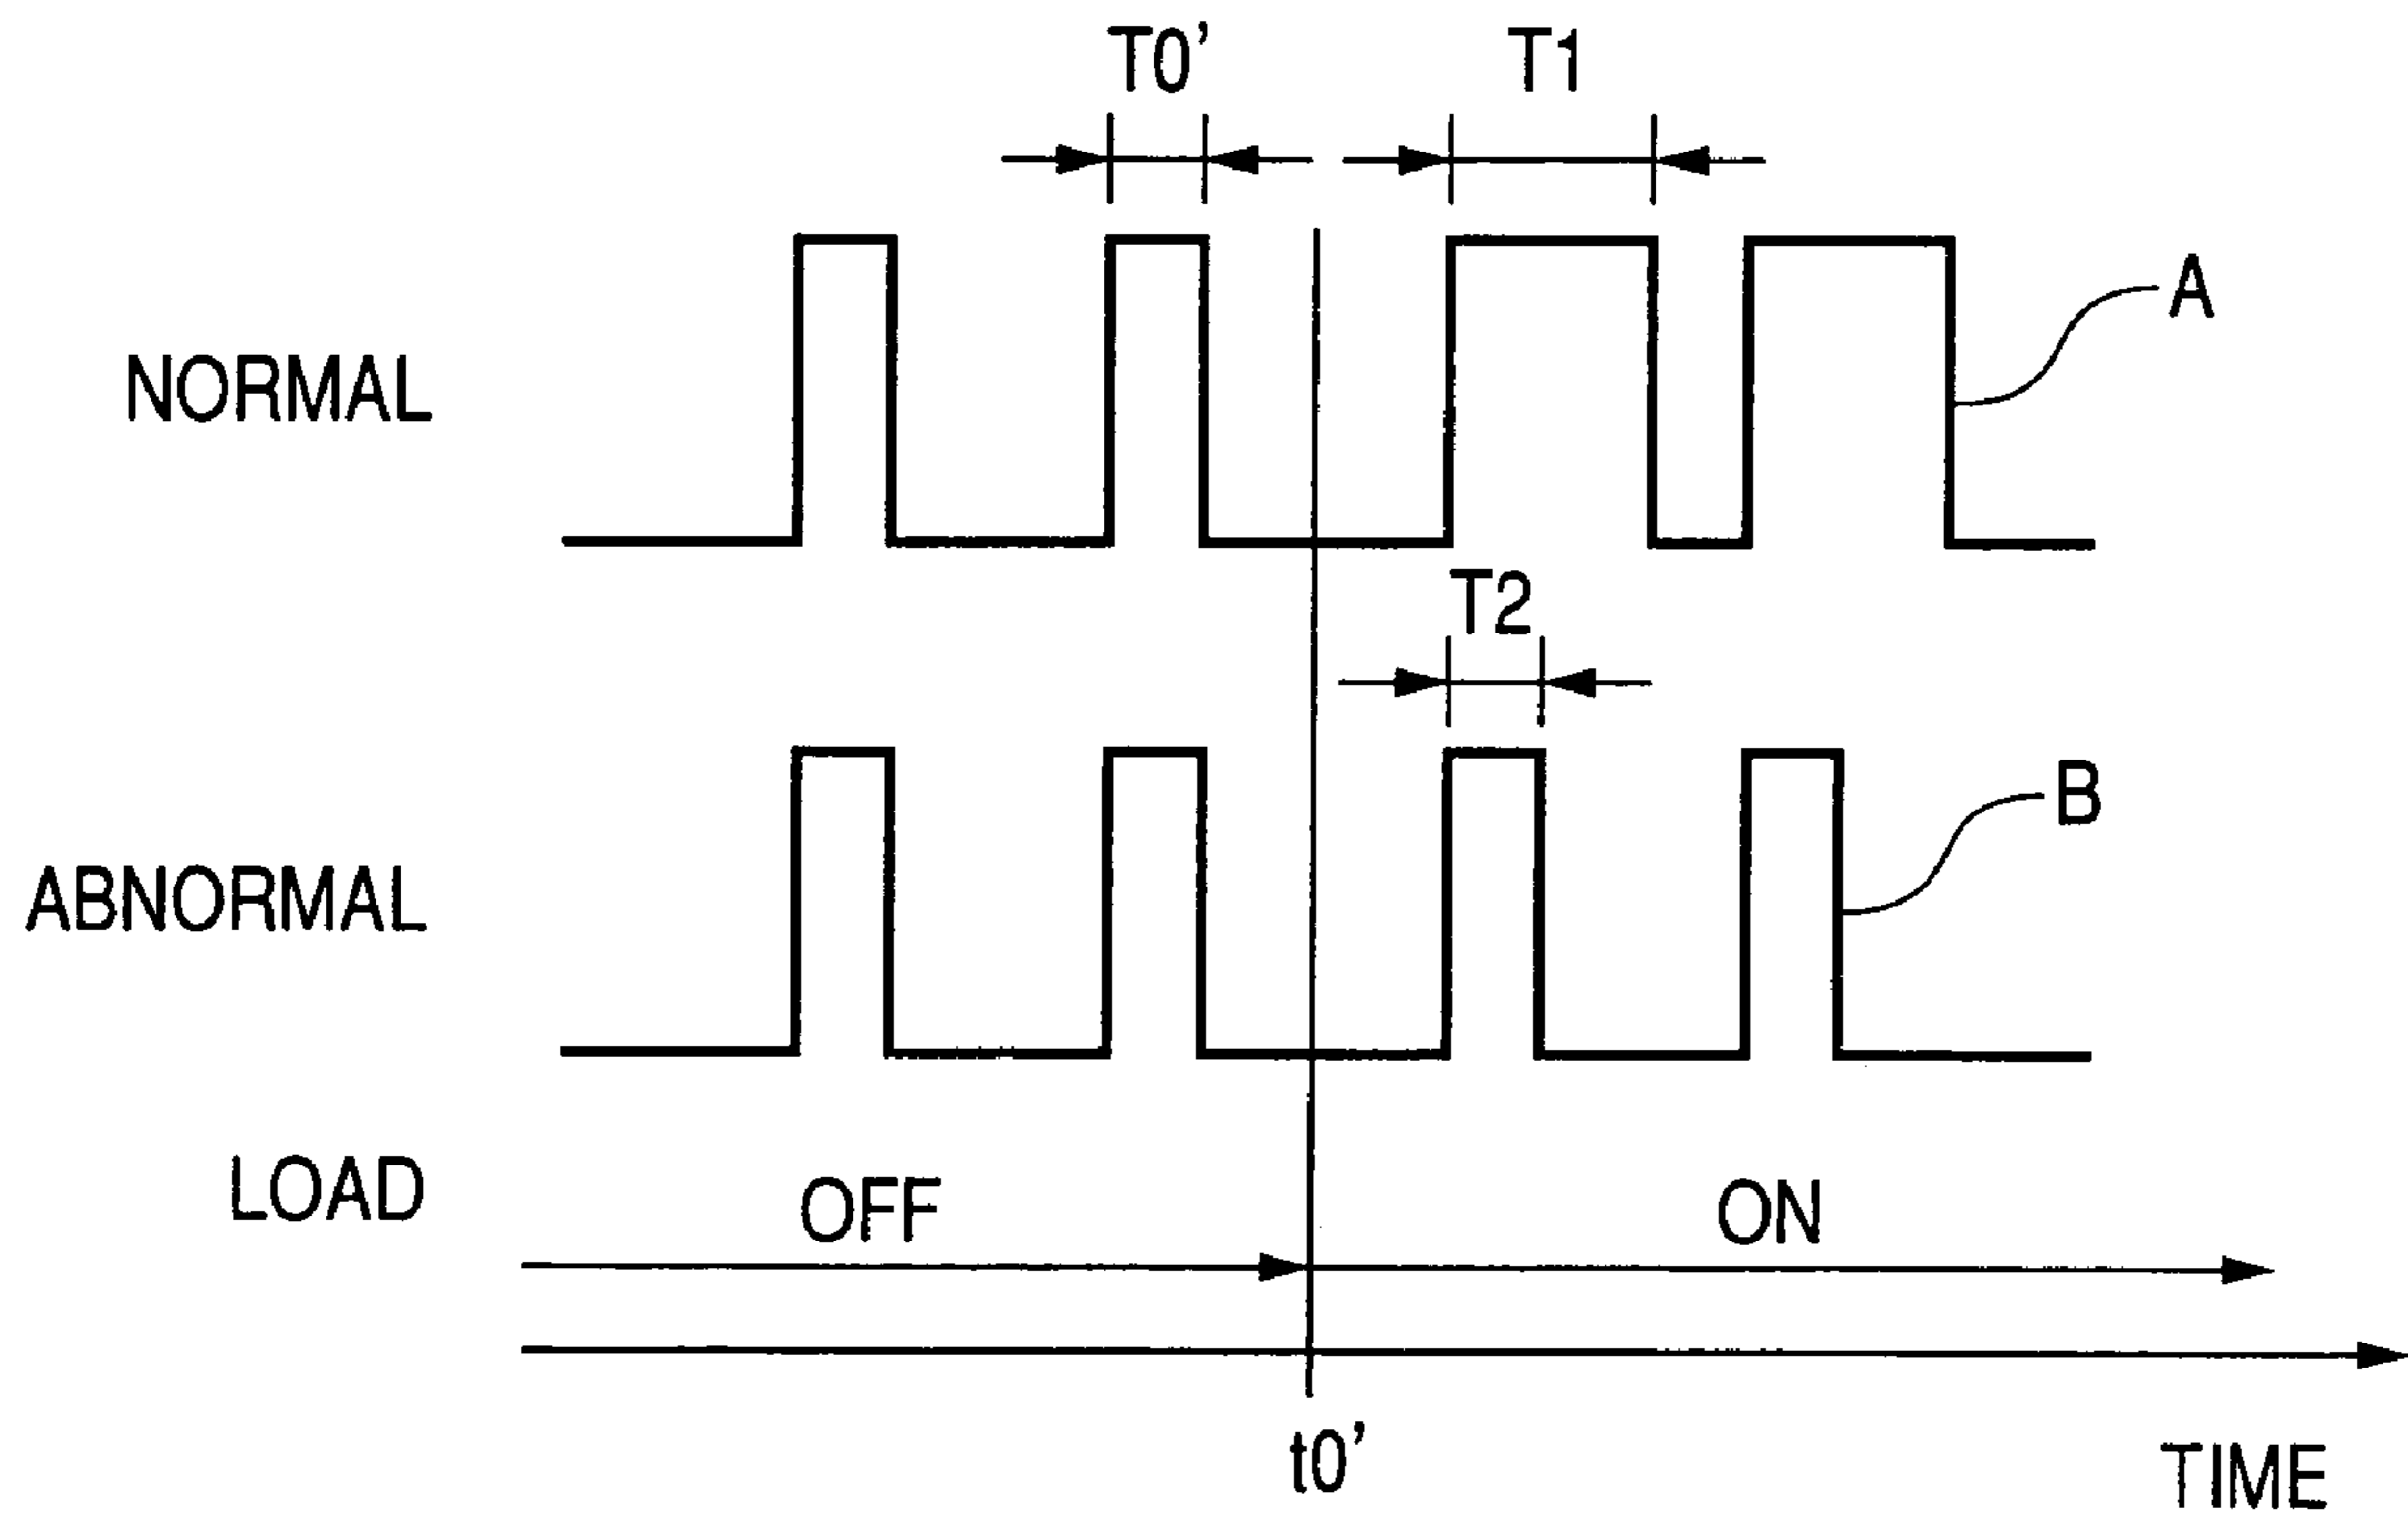 T0’ T1
A
NORMAL
T2
B
ABNORMAL
LOAD OFF ON
t0’
TIME